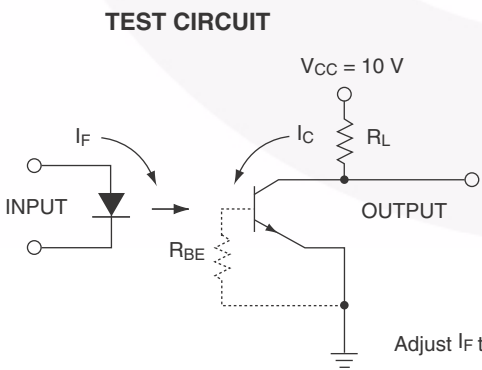 TEST CIRCUIT
VCC = 10 V
IF
IC
RL
INPUT
OUTPUT
RBE
Adjust IF t